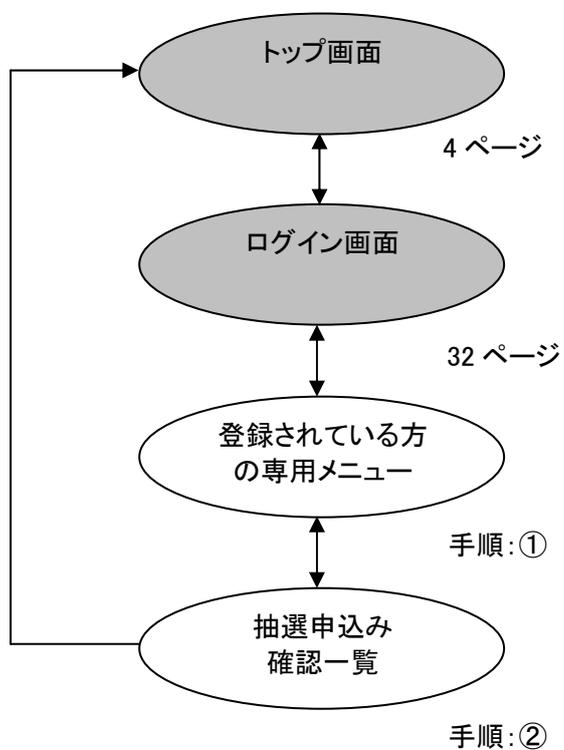 トップ画面
4 ページ
ログイン画面
32 ページ
登録されている方
の専用メニュー
手順:①
抽選申込み
確認一覧
手順:②